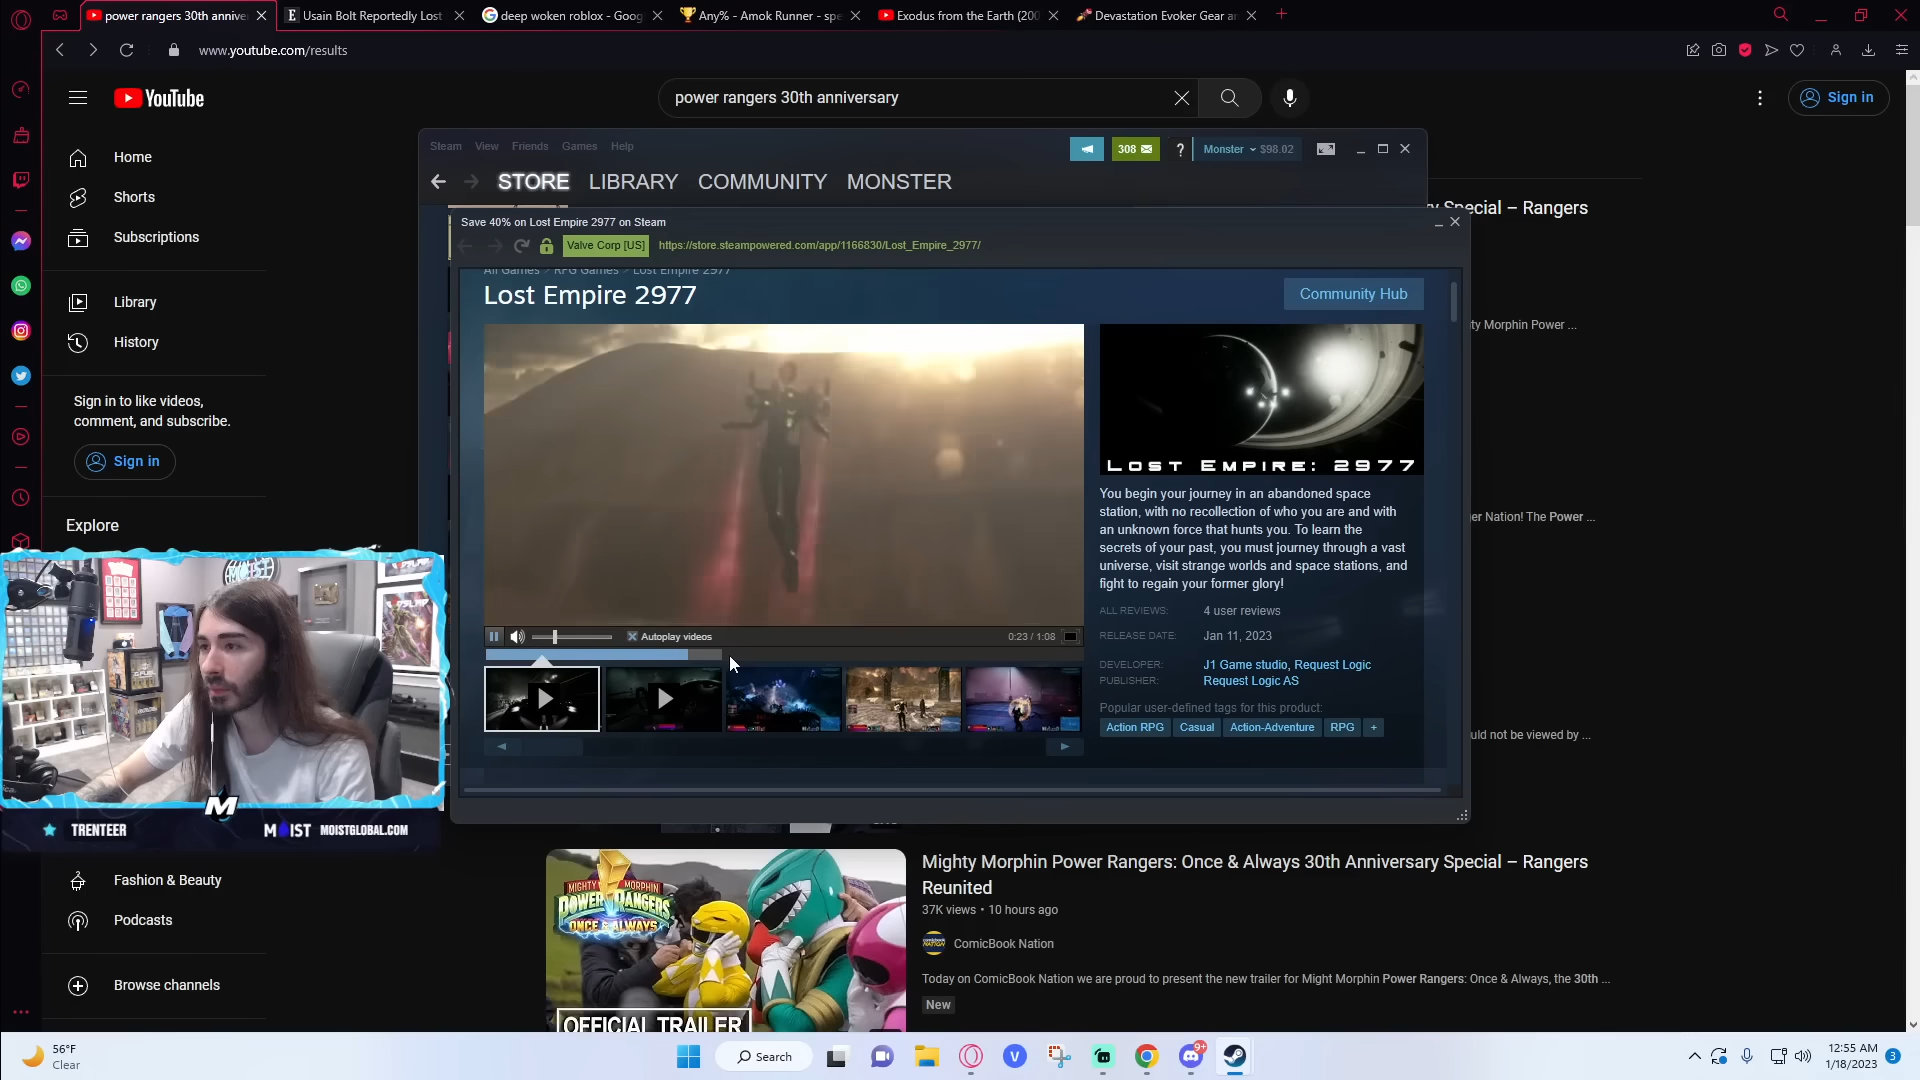 power rangers 30th annive
Usain Bolt Reportedly Lost
deep woken roblox - Goog
Any% - Amok Runner - spe
Exodus from the Earth (200
Devastation Evoker Gear an
www.youtube.com/results
YouTube
power rangers 30th anniversary
Sign in
Home
Shorts
Subscriptions
Library
History
Sign in to like videos,
comment, and subscribe.
Sign in
Explore
Steam View Friends Games Help
308
?
Monster
$98.02
STORE LIBRARY COMMUNITY MONSTER
Save 40% on Lost Empire 2977 on Steam
Valve Corp [US]
https://store.steampowered.com/app/1166830/Lost_Empire_2977/
All Games > RPG Games > Lost Empire 2977
Lost Empire 2977
Community Hub
LOST EMPIRE: 2977
You begin your journey in an abandoned space
station, with no recollection of who you are and with
an unknown force that hunts you. To learn the
secrets of your past, you must journey through a vast
universe, visit strange worlds and space stations, and
fight to regain your former glory!
ALL REVIEWS: 4 user reviews
RELEASE DATE: Jan 11, 2023
DEVELOPER: J1 Game studio, Request Logic
PUBLISHER: Request Logic AS
Popular user-defined tags for this product:
Action RPG Casual Action-Adventure RPG +
Autoplay videos
0:23 / 1:08
Special – Rangers
ty Morphin Power ...
er Nation! The Power ...
uld not be viewed by ...
MOIST
M
TRENTEER
MOIST MOISTGLOBAL.COM
Fashion & Beauty
Podcasts
Browse channels
MIGHTY MORPHIN
POWER RANGERS
ONCE & ALWAYS
OFFICIAL TRAILER
Mighty Morphin Power Rangers: Once & Always 30th Anniversary Special – Rangers
Reunited
37K views • 10 hours ago
ComicBook Nation
Today on ComicBook Nation we are proud to present the new trailer for Might Morphin Power Rangers: Once & Always, the 30th ...
New
56°F
Clear
Search
9+
12:55 AM
1/18/2023
3